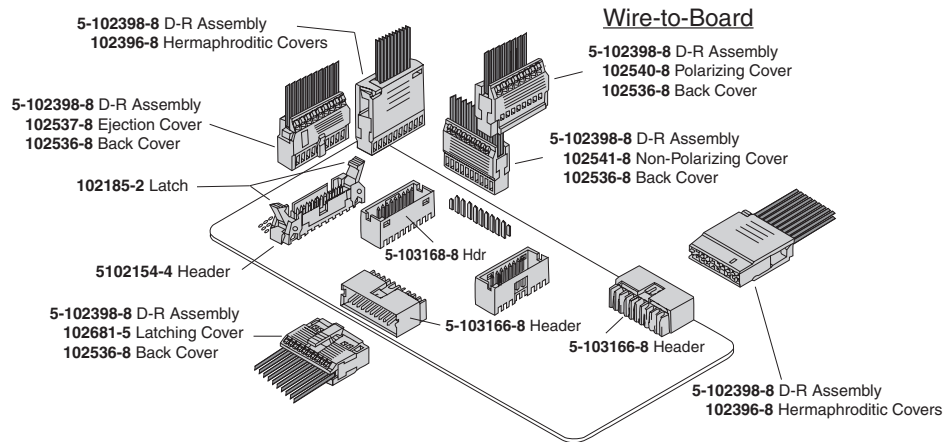 Wire-to-Board
5-102398-8 D-R Assembly
102396-8 Hermaphroditic Covers
5-102398-8 D-R Assembly
102540-8 Polarizing Cover
102536-8 Back Cover
5-102398-8 D-R Assembly
102537-8 Ejection Cover
102536-8 Back Cover
5-102398-8 D-R Assembly
102541-8 Non-Polarizing Cover
102536-8 Back Cover
102185-2 Latch
5-103168-8 Hdr
5102154-4 Header
5-102398-8 D-R Assembly
102681-5 Latching Cover
102536-8 Back Cover
5-103166-8 Header
5-103166-8 Header
5-102398-8 D-R Assembly
102396-8 Hermaphroditic Covers